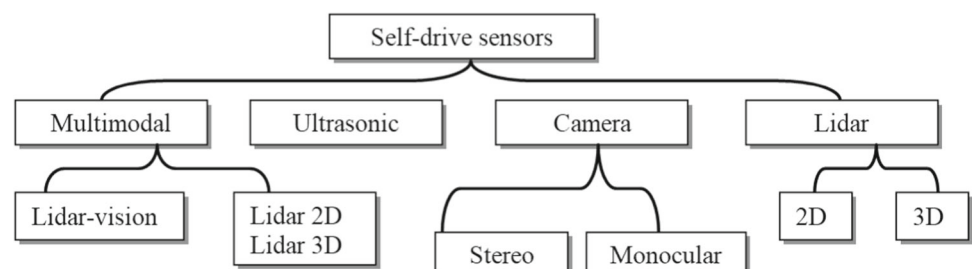 Self-drive sensors
Multimodal
Ultrasonic
Camera
Lidar
Lidar-vision
Lidar 2D
Lidar 3D
Stereo
Monocular
2D
3D